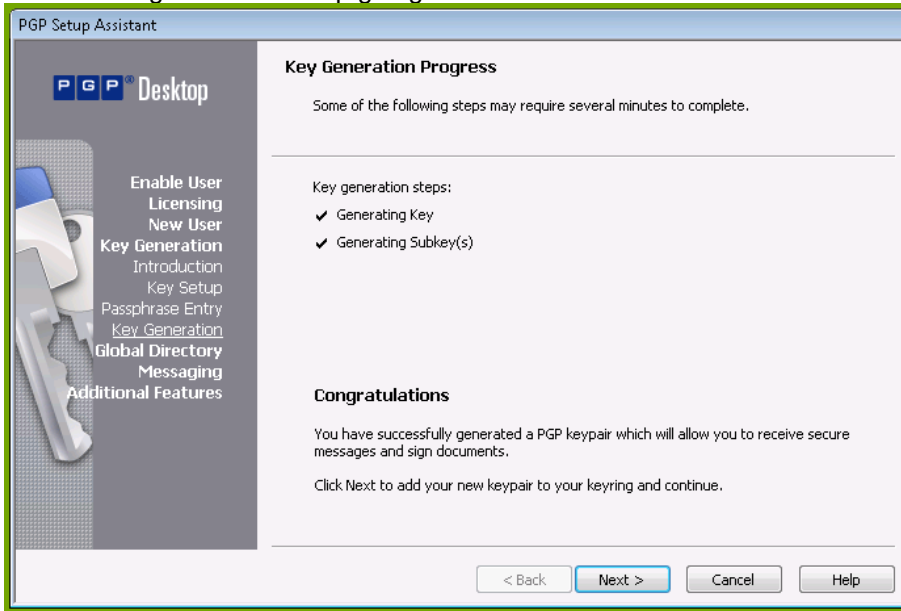 PGP Setup Assistant
PGP® Desktop
Enable User
Licensing
New User
Key Generation
Introduction
Key Setup
Passphrase Entry
Key Generation
Global Directory
Messaging
Additional Features
Key Generation Progress
Some of the following steps may require several minutes to complete.
Key generation steps:
✔ Generating Key
✔ Generating Subkey(s)
Congratulations
You have successfully generated a PGP keypair which will allow you to receive secure
messages and sign documents.
Click Next to add your new keypair to your keyring and continue.
< Back Next > Cancel Help